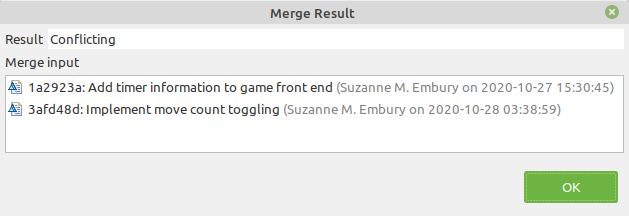 Merge Result
Result Conflicting
Merge input
1a2923a: Add timer information to game front end (Suzanne M. Embury on 2020-10-27 15:30:45)
3afd48d: Implement move count toggling (Suzanne M. Embury on 2020-10-28 03:38:59)
OK